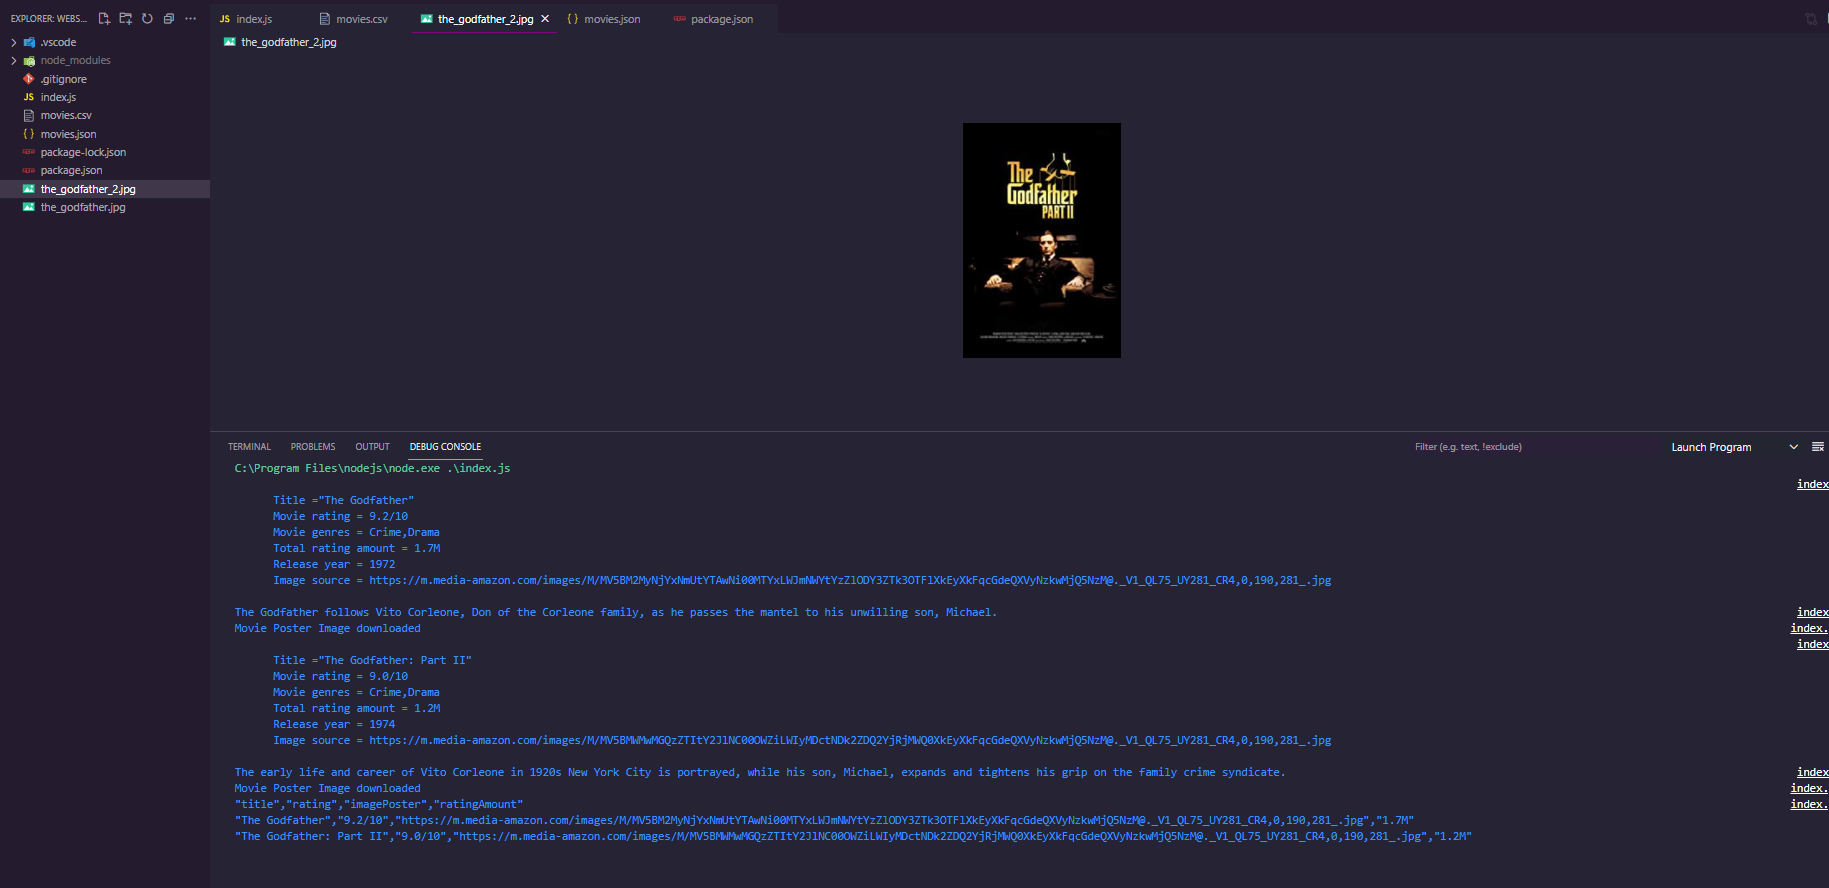 EXPLORER: WEBS...
.vscode
node_modules
.gitignore
JS index.js
movies.csv
{ } movies.json
package-lock.json
package.json
the_godfather_2.jpg
the_godfather.jpg
JS index.js movies.csv the_godfather_2.jpg { } movies.json package.json
the_godfather_2.jpg
The
Godfather
PART II
TERMINAL PROBLEMS OUTPUT DEBUG CONSOLE Filter (e.g. text, !exclude) Launch Program
C:\Program Files\nodejs\node.exe .\index.js
index
Title ="The Godfather"
Movie rating = 9.2/10
Movie genres = Crime,Drama
Total rating amount = 1.7M
Release year = 1972
Image source = https://m.media-amazon.com/images/M/MV5BM2MyNjYxNmUtYTAwNi00MTYxLWJmNWYtYzZlODY3ZTk3OTFlXkEyXkFqcGdeQXVyNzkwMjQ5NzM@._V1_QL75_UY281_CR4,0,190,281_.jpg
The Godfather follows Vito Corleone, Don of the Corleone family, as he passes the mantel to his unwilling son, Michael. index
Movie Poster Image downloaded index.
index
Title ="The Godfather: Part II"
Movie rating = 9.0/10
Movie genres = Crime,Drama
Total rating amount = 1.2M
Release year = 1974
Image source = https://m.media-amazon.com/images/M/MV5BMWMwMGQzZTItY2JlNC00OWZiLWIyMDctNDk2ZDQ2YjRjMWQ0XkEyXkFqcGdeQXVyNzkwMjQ5NzM@._V1_QL75_UY281_CR4,0,190,281_.jpg
The early life and career of Vito Corleone in 1920s New York City is portrayed, while his son, Michael, expands and tightens his grip on the family crime syndicate. index
Movie Poster Image downloaded index.
"title","rating","imagePoster","ratingAmount" index.
"The Godfather","9.2/10","https://m.media-amazon.com/images/M/MV5BM2MyNjYxNmUtYTAwNi00MTYxLWJmNWYtYzZlODY3ZTk3OTFlXkEyXkFqcGdeQXVyNzkwMjQ5NzM@._V1_QL75_UY281_CR4,0,190,281_.jpg","1.7M"
"The Godfather: Part II","9.0/10","https://m.media-amazon.com/images/M/MV5BMWMwMGQzZTItY2JlNC00OWZiLWIyMDctNDk2ZDQ2YjRjMWQ0XkEyXkFqcGdeQXVyNzkwMjQ5NzM@._V1_QL75_UY281_CR4,0,190,281_.jpg","1.2M"